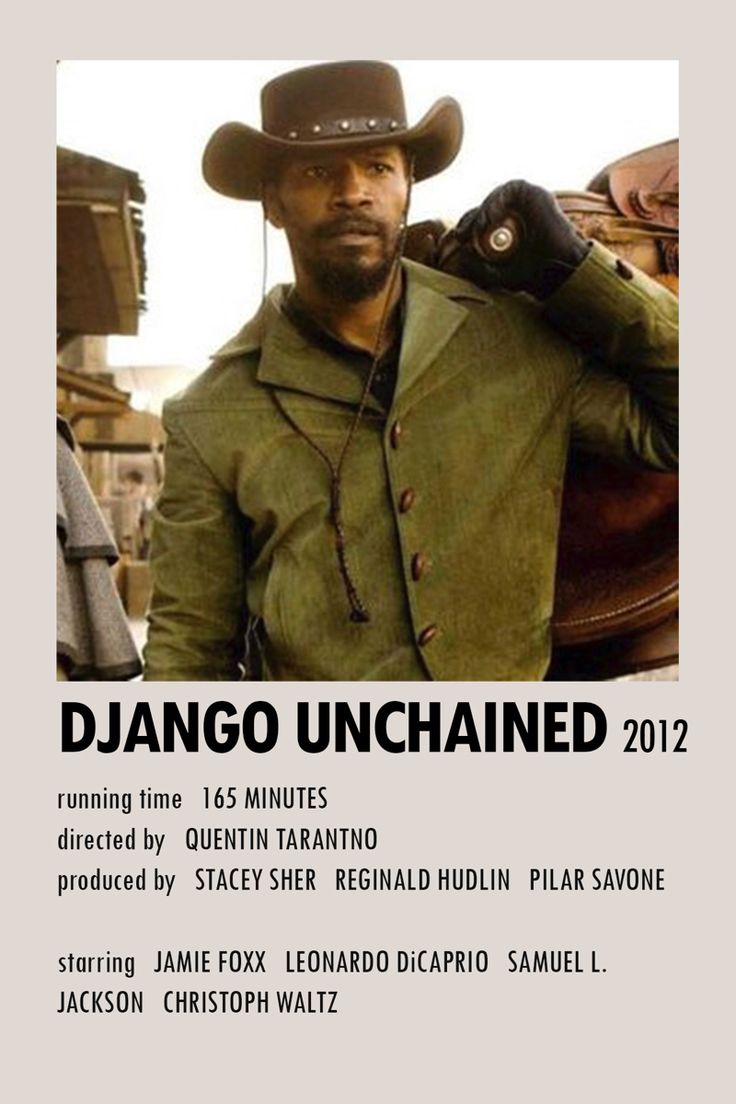 DJANGO UNCHAINED 2012
running time 165 MINUTES
directed by QUENTIN TARANTNO
produced by STACEY SHER REGINALD HUDLIN PILAR SAVONE
starring JAMIE FOXX LEONARDO DiCAPRIO SAMUEL L.
JACKSON CHRISTOPH WALTZ